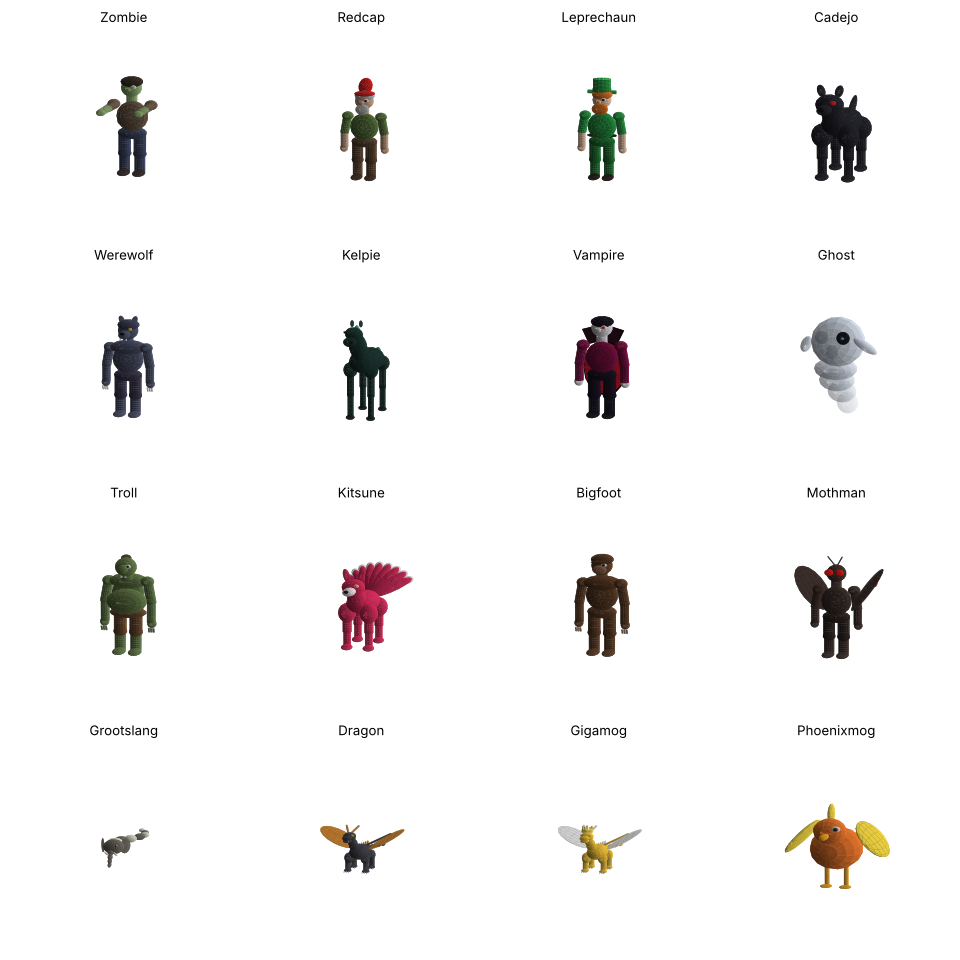 Zombie
Redcap
Leprechaun
Cadejo
Werewolf
Kelpie
Vampire
Ghost
Troll
Kitsune
Bigfoot
Mothman
Grootslang
Dragon
Gigamog
Phoenixmog